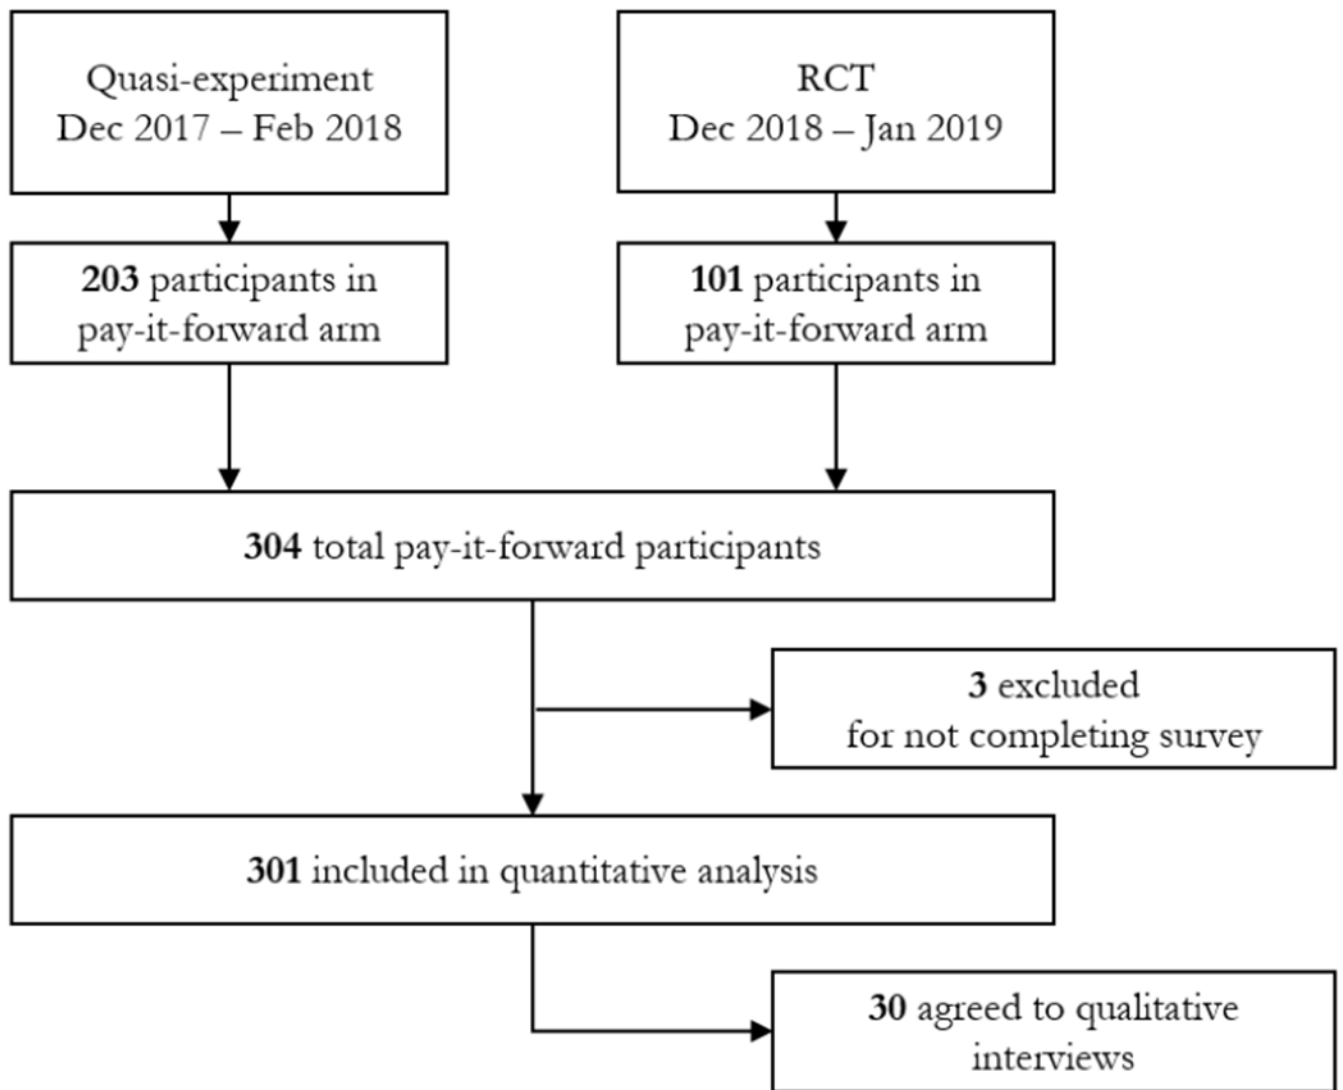 Quasi-experiment
Dec 2017 – Feb 2018
RCT
Dec 2018 – Jan 2019
203 participants in
pay-it-forward arm
101 participants in
pay-it-forward arm
304 total pay-it-forward participants
3 excluded
for not completing survey
301 included in quantitative analysis
30 agreed to qualitative
interviews